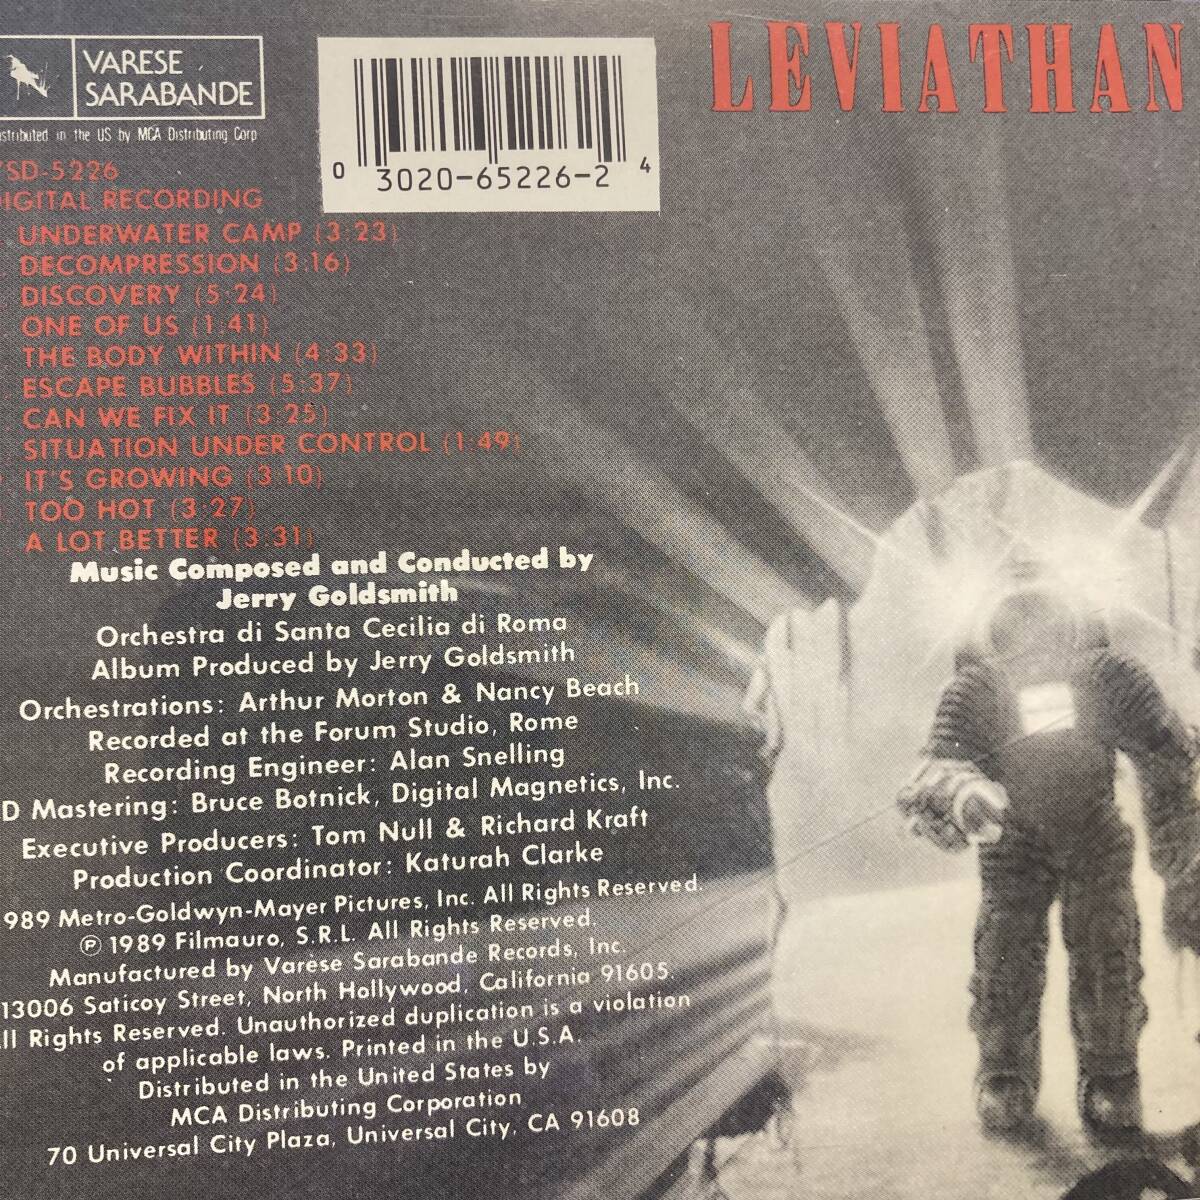 VARESE
SARABANDE
stributed in the US by MCA Distributing Corp
LEVIATHAN
0 3020-65226-2 4
SD-5226
DIGITAL RECORDING
UNDERWATER CAMP (3:23)
DECOMPRESSION (3:16)
DISCOVERY (5:24)
ONE OF US (1:41)
THE BODY WITHIN (4:33)
ESCAPE BUBBLES (5:37)
CAN WE FIX IT (3:25)
SITUATION UNDER CONTROL (1:49)
IT'S GROWING (3:10)
TOO HOT (3:27)
A LOT BETTER (3:31)
Music Composed and Conducted by
Jerry Goldsmith
Orchestra di Santa Cecilia di Roma
Album Produced by Jerry Goldsmith
Orchestrations: Arthur Morton & Nancy Beach
Recorded at the Forum Studio, Rome
Recording Engineer: Alan Snelling
D Mastering: Bruce Botnick, Digital Magnetics, Inc.
Executive Producers: Tom Null & Richard Kraft
Production Coordinator: Katurah Clarke
989 Metro-Goldwyn-Mayer Pictures, Inc. All Rights Reserved.
℗ 1989 Filmauro, S.R.L. All Rights Reserved.
Manufactured by Varèse Sarabande Records, Inc.
13006 Saticoy Street, North Hollywood, California 91605.
ll Rights Reserved. Unauthorized duplication is a violation
of applicable laws. Printed in the U.S.A.
Distributed in the United States by
MCA Distributing Corporation
70 Universal City Plaza, Universal City, CA 91608